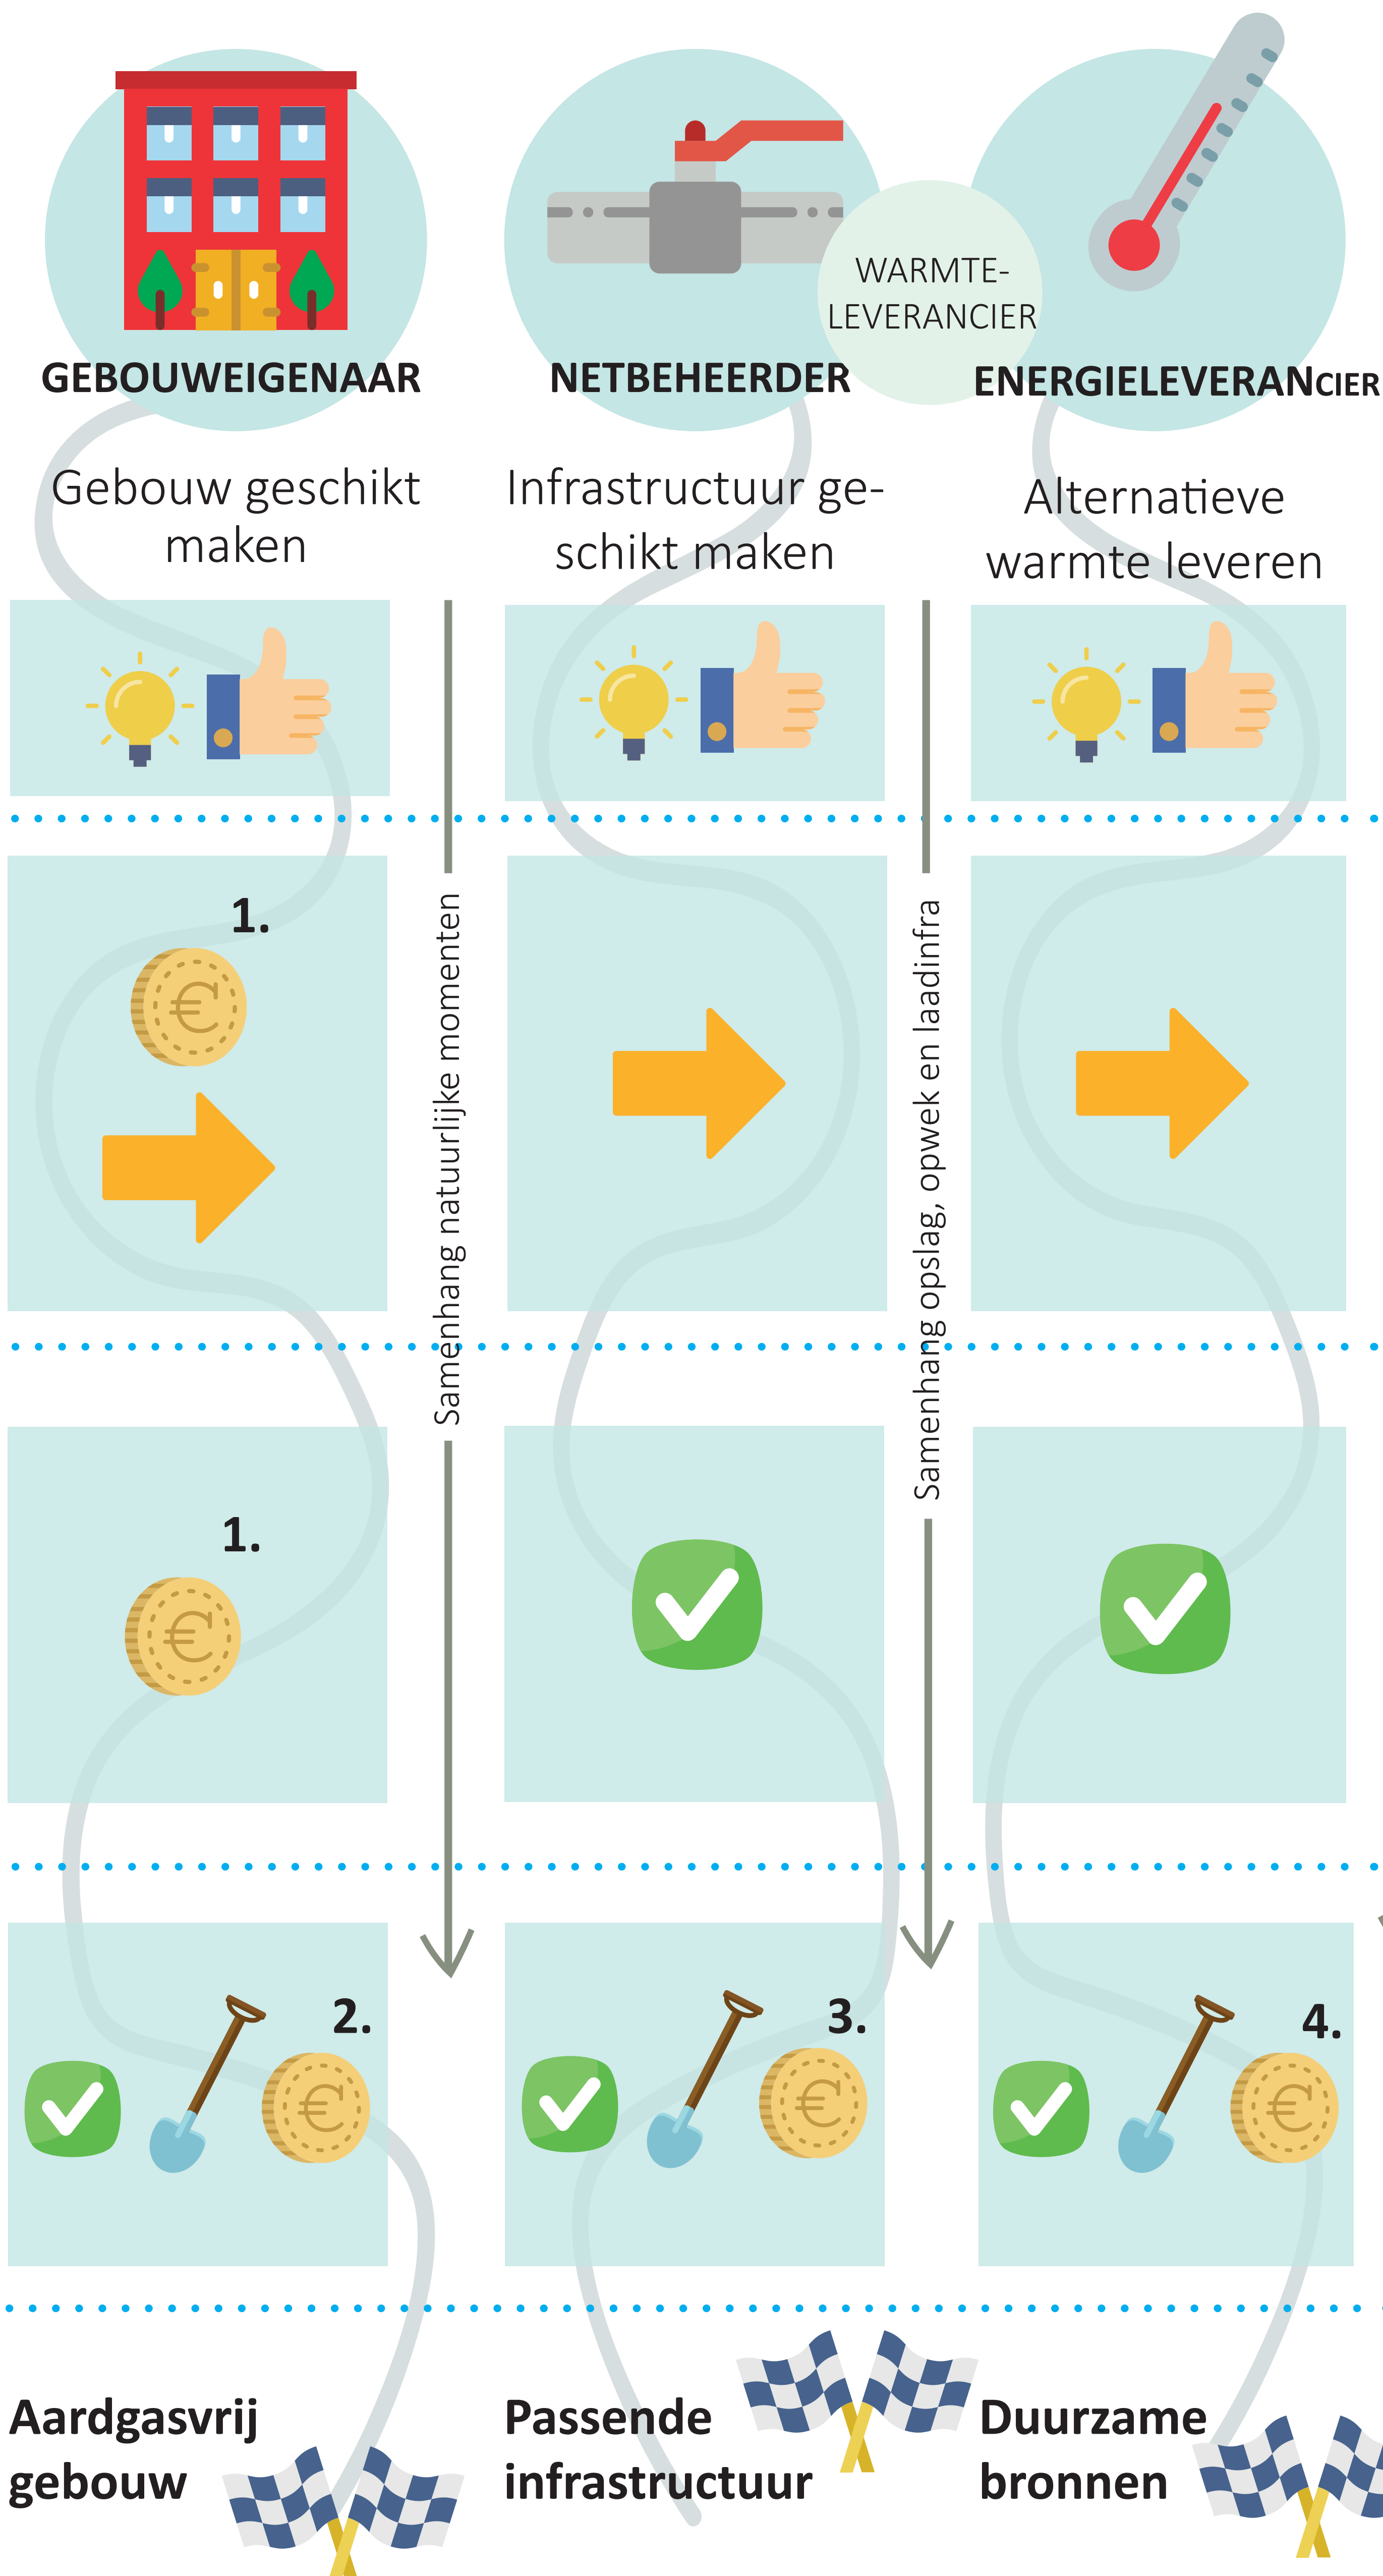 WARMTE-
LEVERANCIER
GEBOUWEIGENAAR
NETBEHEERDER
ENERGIELEVERANCIER
Gebouw geschikt
maken
Infrastructuur ge-
schikt maken
Alternatieve
warmte leveren
1.
Samenhang natuurlijke momenten
Samenhang opslag, opwek en laadinfra
1.
2.
3.
4.
Aardgasvrij
gebouw
Passende
infrastructuur
Duurzame
bronnen